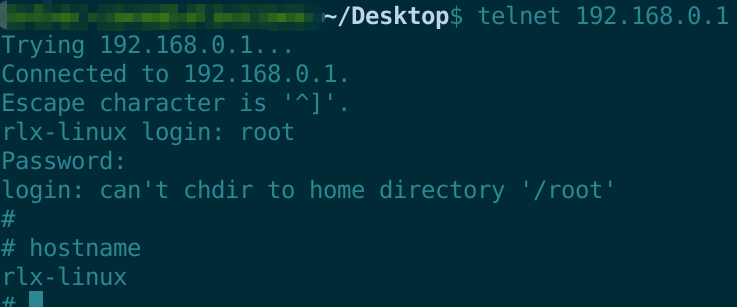 ~/Desktop$ telnet 192.168.0.1
Trying 192.168.0.1...
Connected to 192.168.0.1.
Escape character is '^]'.
rlx-linux login: root
Password:
login: can't chdir to home directory '/root'
#
# hostname
rlx-linux
#